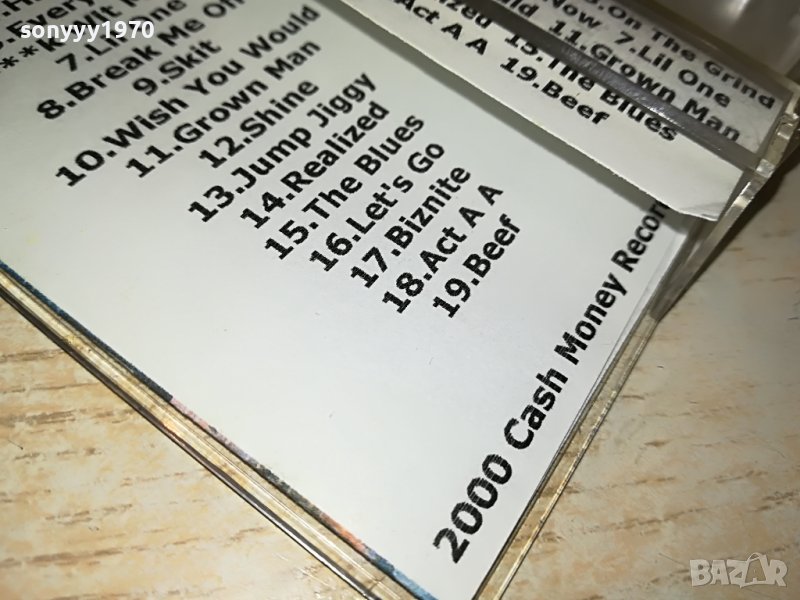 sonyyy1970
7.Lil One
8.Break Me Off
9.Skit
10.Wish You Would
11.Grown Man
12.Shine
13.Jump Jiggy
14.Realized
15.The Blues
16.Let's Go
17.Biznite
18.Act A A
19.Beef
2000 Cash Money
On The Grind
Now 7.Lil One
11.Grown Man
15.The Blues
Act A A 19.Beef
BAZAR